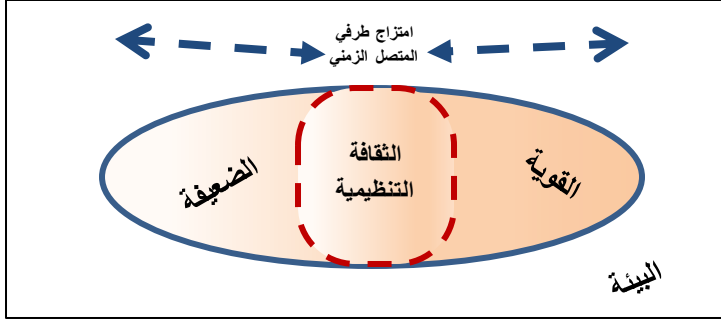 امتزاج طرفي
المتصل الزمني
القوية
الثقافة
التنظيمية
الضعيفة
البيئة